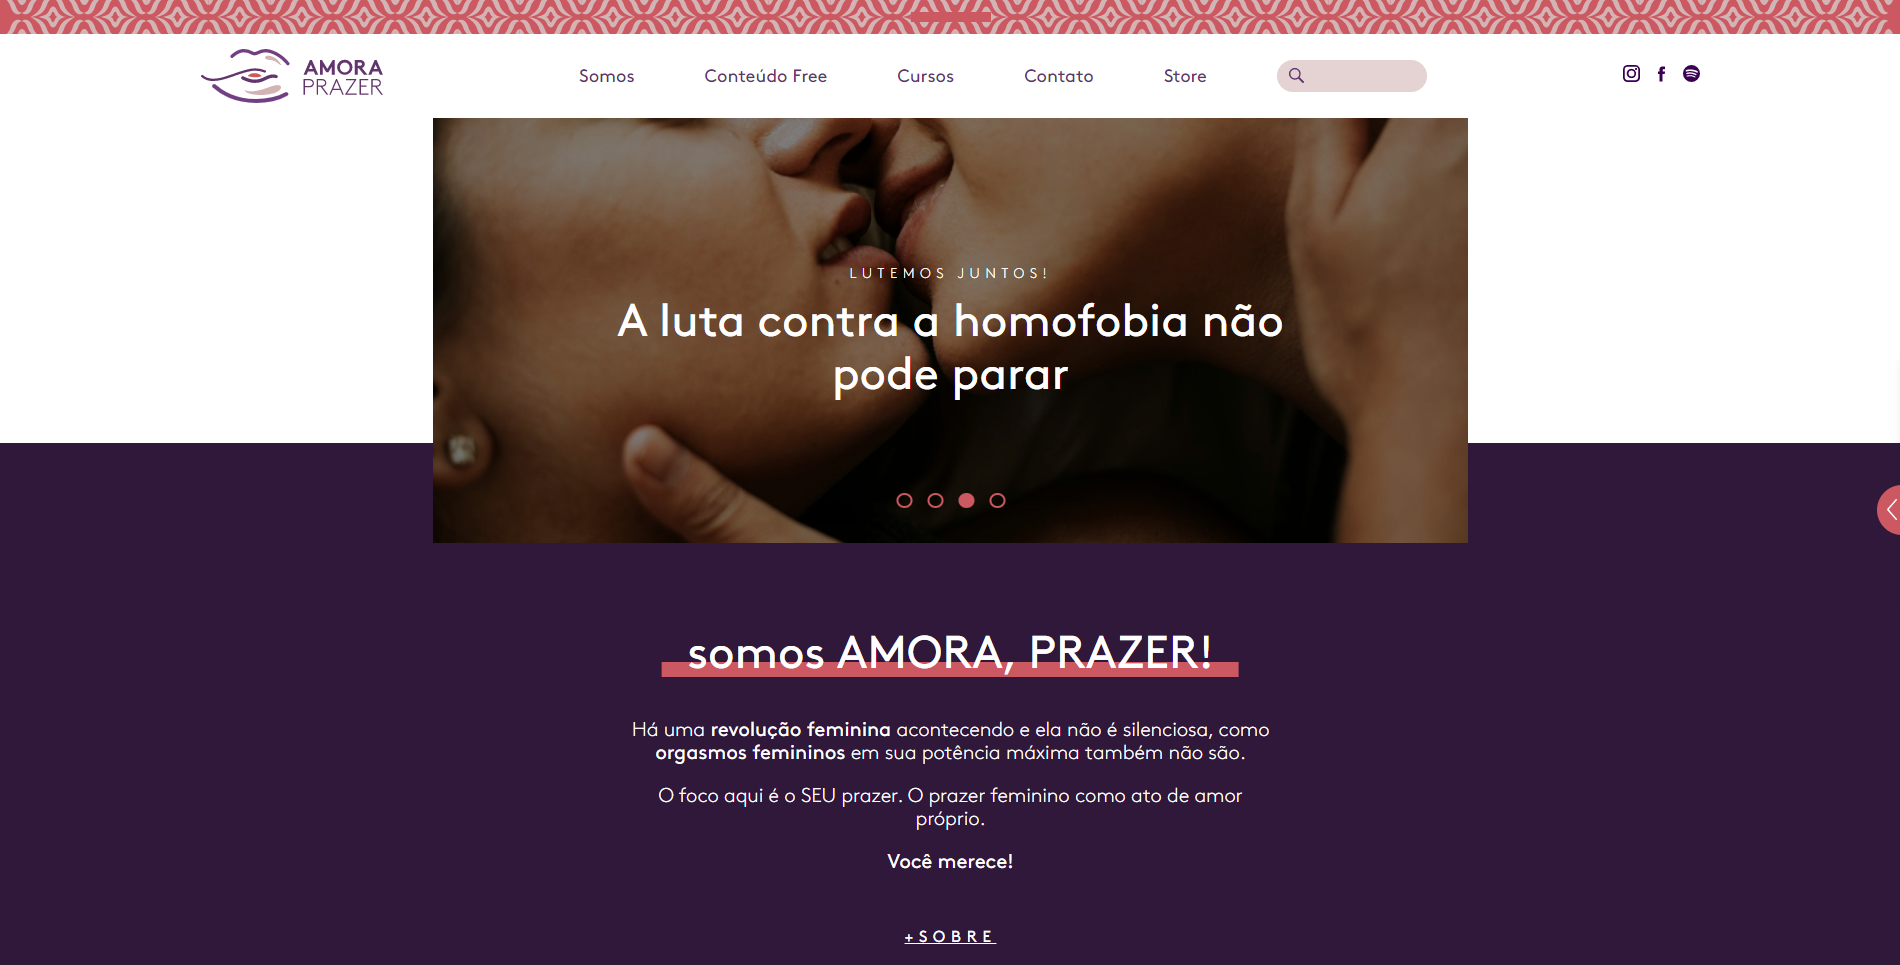 AMORA
PRAZER
Somos
Conteúdo Free
Cursos
Contato
Store
LUTEMOS JUNTOS!
A luta contra a homofobia não
pode parar
somos AMORA, PRAZER!
Há uma revolução feminina acontecendo e ela não é silenciosa, como
orgasmos femininos em sua potência máxima também não são.
O foco aqui é o SEU prazer. O prazer feminino como ato de amor
próprio.
Você merece!
+SOBRE